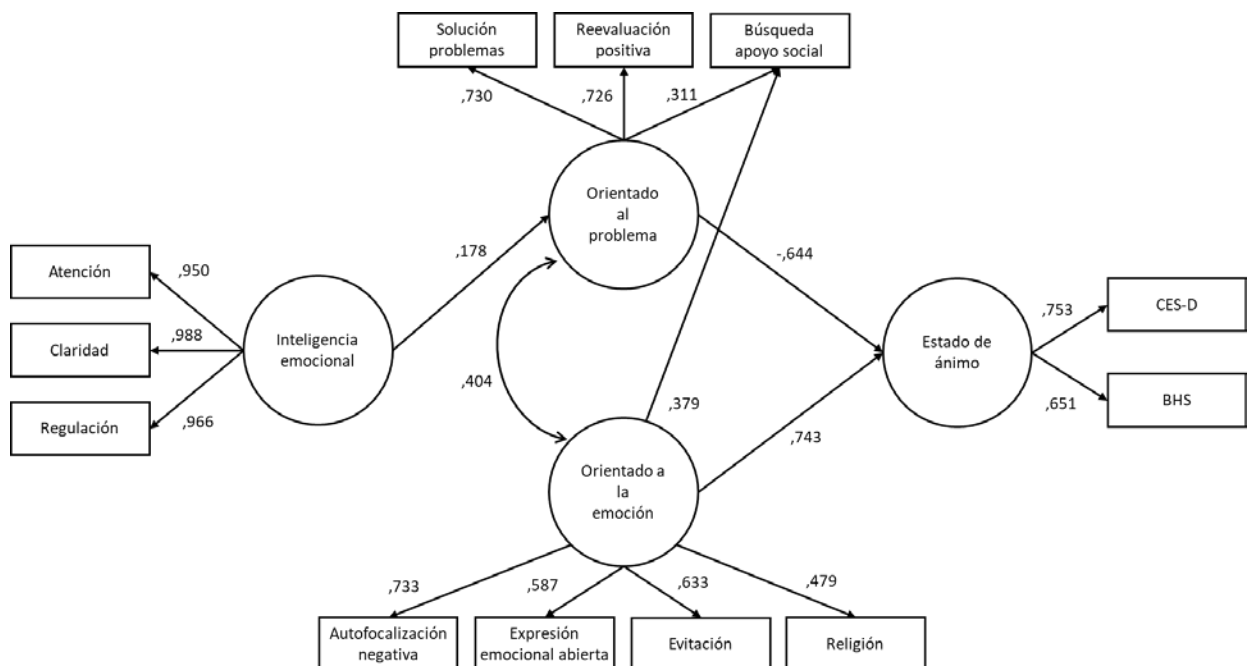 Solución
problemas
Reevaluación
positiva
Búsqueda
apoyo social
,730
,726
,311
Orientado
al
problema
,178
-,644
Atención
,950
Claridad
,988
Regulación
,966
Inteligencia
emocional
,404
,379
,743
Estado de
ánimo
,753
CES-D
,651
BHS
Orientado a
la
emoción
,733
,587
,633
,479
Autofocalización
negativa
Expresión
emocional abierta
Evitación
Religión